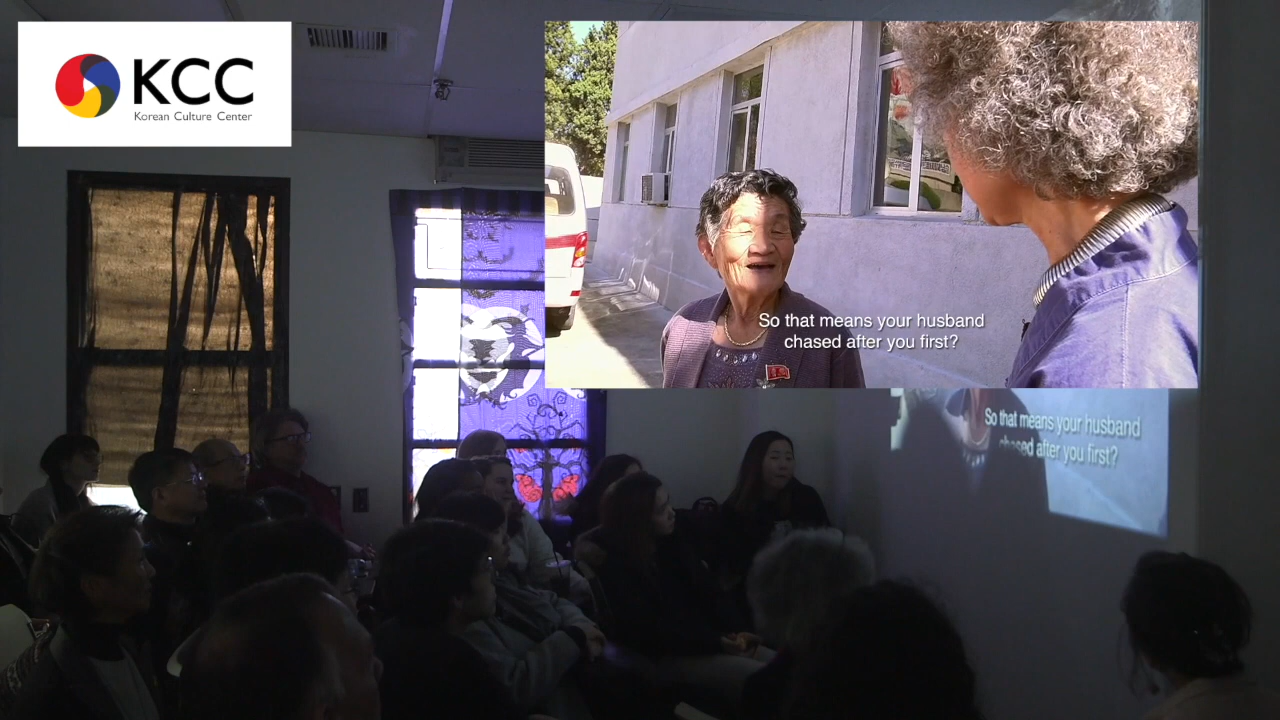 KCC
Korean Culture Center
So that means your husband
chased after you first?
So that means your husband
chased after you first?